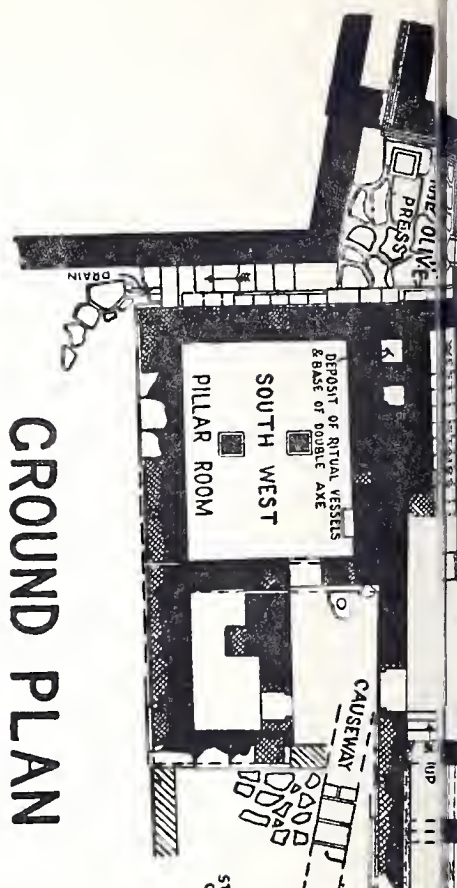 OLIVE
PRESS
DRAIN
DEPOSIT OF RITUAL VESSELS
& BASE OF DOUBLE AXE
SOUTH WEST
PILLAR ROOM
CAUSEWAY
UP
GROUND PLAN